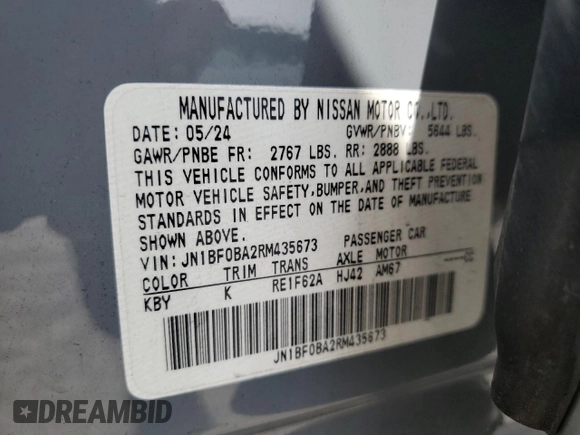 MANUFACTURED BY NISSAN MOTOR CO.,LTD.
DATE: 05/24 GVWR/PNBV: 5644 LBS.
GAWR/PNBE FR: 2767 LBS. RR: 2888 LBS.
THIS VEHICLE CONFORMS TO ALL APPLICABLE FEDERAL
MOTOR VEHICLE SAFETY,BUMPER,AND THEFT PREVENTION
STANDARDS IN EFFECT ON THE DATE OF MANUFACTURE
SHOWN ABOVE.
VIN: JN1BF0BA2RM435673 PASSENGER CAR
COLOR TRIM TRANS AXLE MOTOR
KBY K RE1F62A HJ42 AM67
JN1BF0BA2RM435673
DREAMBID